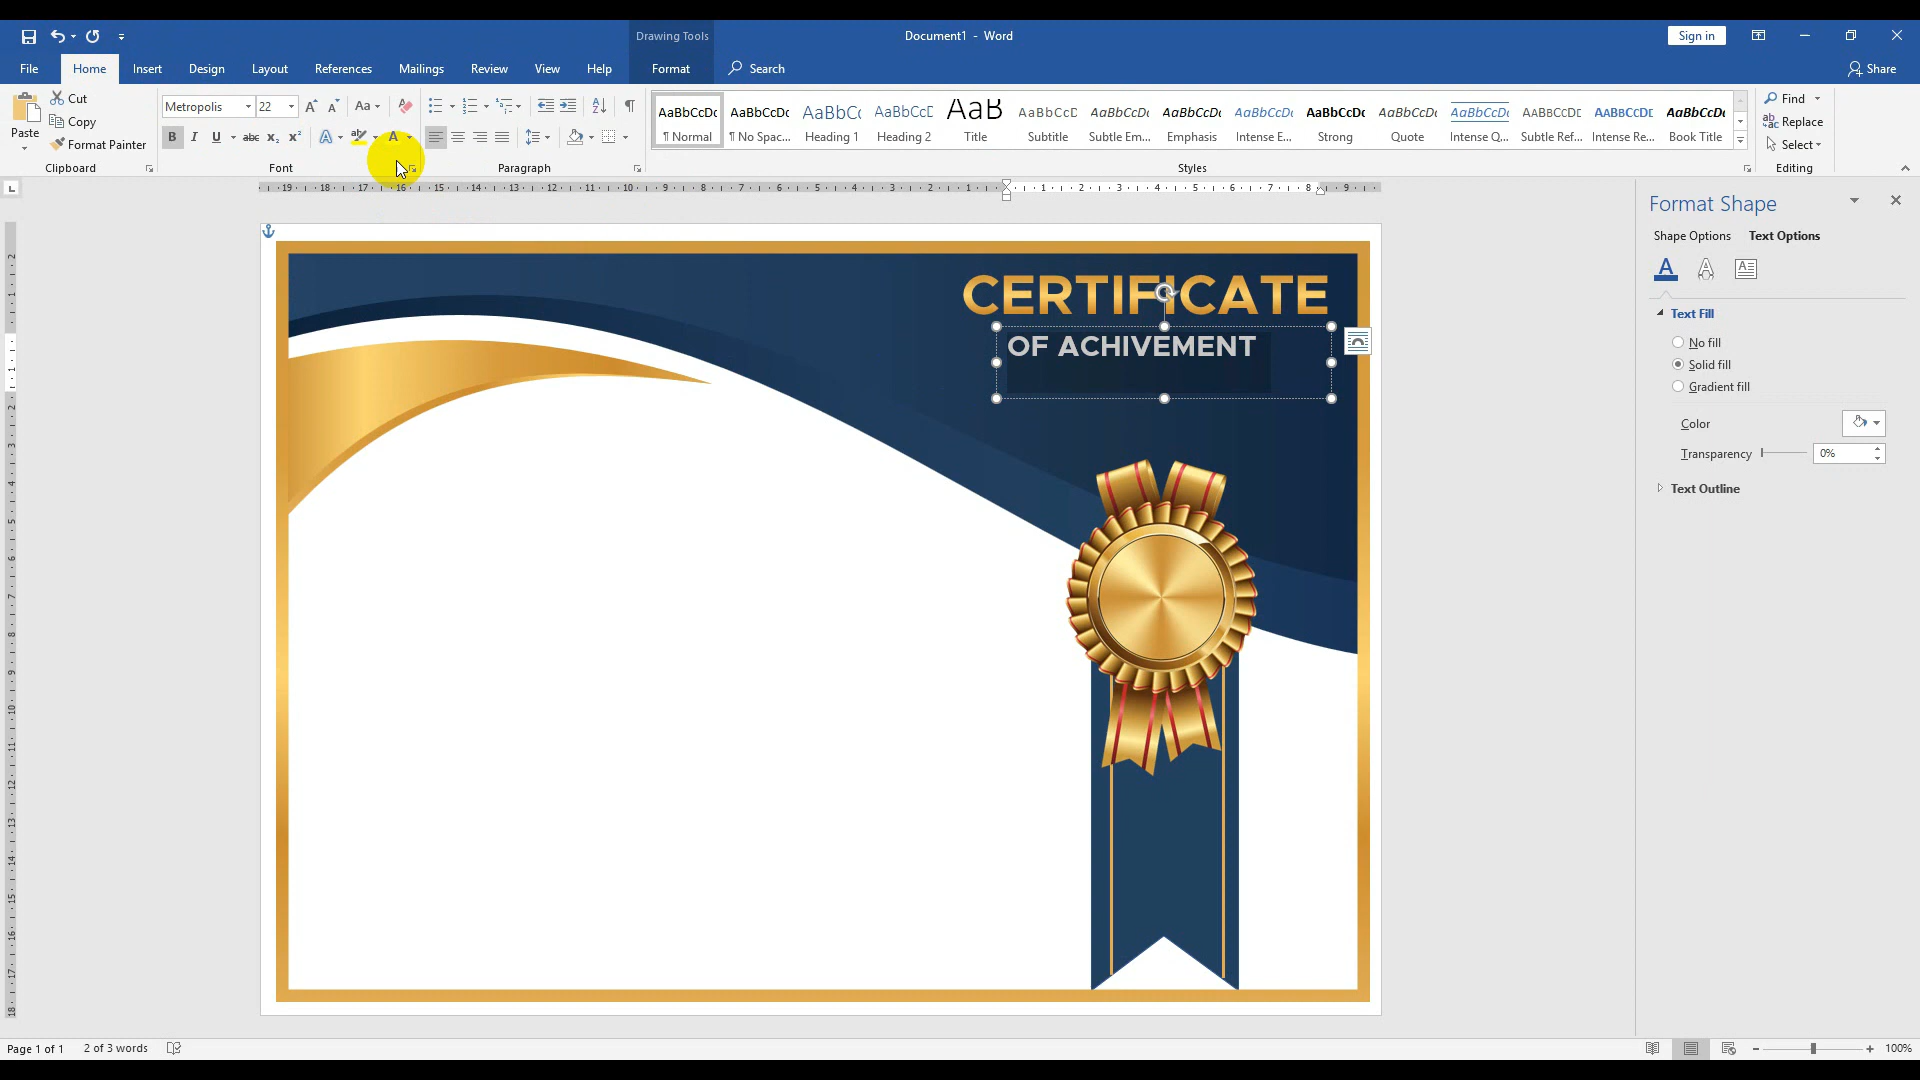 Drawing Tools
Document1 - Word
Sign in
File
Home
Insert
Design
Layout
References
Mailings
Review
View
Help
Format
Search
Share
Paste
Cut
Copy
Format Painter
Clipboard
Metropolis
22
Aa
Font
Paragraph
AaBbCcDc
¶ Normal
AaBbCcDc
¶ No Spac...
AaBbCc
Heading 1
AaBbCcD
Heading 2
AaB
Title
AaBbCcD
Subtitle
AaBbCcDc
Subtle Em...
AaBbCcDc
Emphasis
AaBbCcDc
Intense E...
AaBbCcDc
Strong
AaBbCcDc
Quote
AaBbCcDc
Intense Q...
AaBbCcDc
Subtle Ref...
AaBbCcDc
Intense Re...
AaBbCcDc
Book Title
Styles
Find
Replace
Select
Editing
CERTIFICATE
OF ACHIVEMENT
Format Shape
Shape Options
Text Options
Text Fill
No fill
Solid fill
Gradient fill
Color
Transparency
0%
Text Outline
Page 1 of 1
2 of 3 words
100%